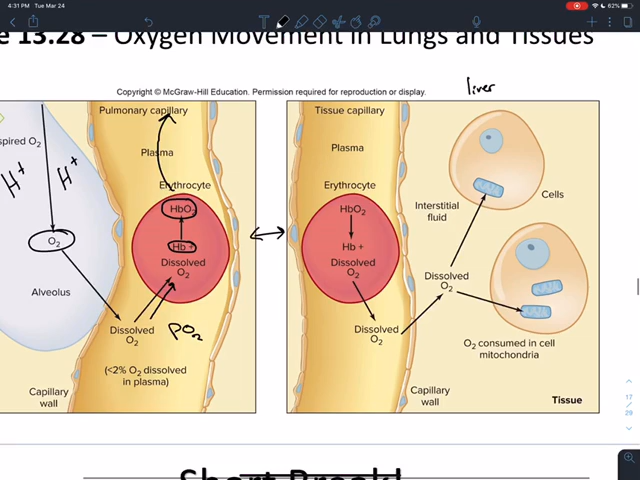 4:31 PM Tue Mar 24
62%
e 13.28 – Oxygen Movement in Lungs and Tissues
Copyright © McGraw-Hill Education. Permission required for reproduction or display.
liver
Pulmonary capillary
spired O2
H+
H+
Plasma
Erythrocyte
HbO2
Hb +
Dissolved
O2
O2
Alveolus
Dissolved
O2
PO2
(<2% O2 dissolved
in plasma)
Capillary
wall
Tissue capillary
Plasma
Erythrocyte
HbO2
Hb +
Dissolved
O2
Dissolved
O2
Interstitial
fluid
Cells
Dissolved
O2
O2 consumed in cell
mitochondria
Capillary
wall
Tissue
17
/
29